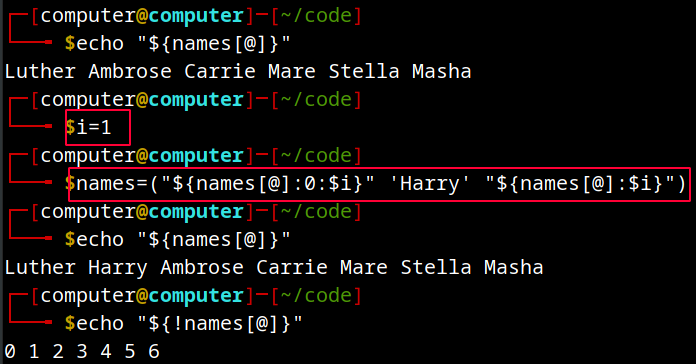 ┌─[computer@computer]─[~/code]
└──╼ $echo "${names[@]}"
Luther Ambrose Carrie Mare Stella Masha
┌─[computer@computer]─[~/code]
└──╼ $i=1
┌─[computer@computer]─[~/code]
└──╼ $names=("${names[@]:0:$i}" 'Harry' "${names[@]:$i}")
┌─[computer@computer]─[~/code]
└──╼ $echo "${names[@]}"
Luther Harry Ambrose Carrie Mare Stella Masha
┌─[computer@computer]─[~/code]
└──╼ $echo "${!names[@]}"
0 1 2 3 4 5 6